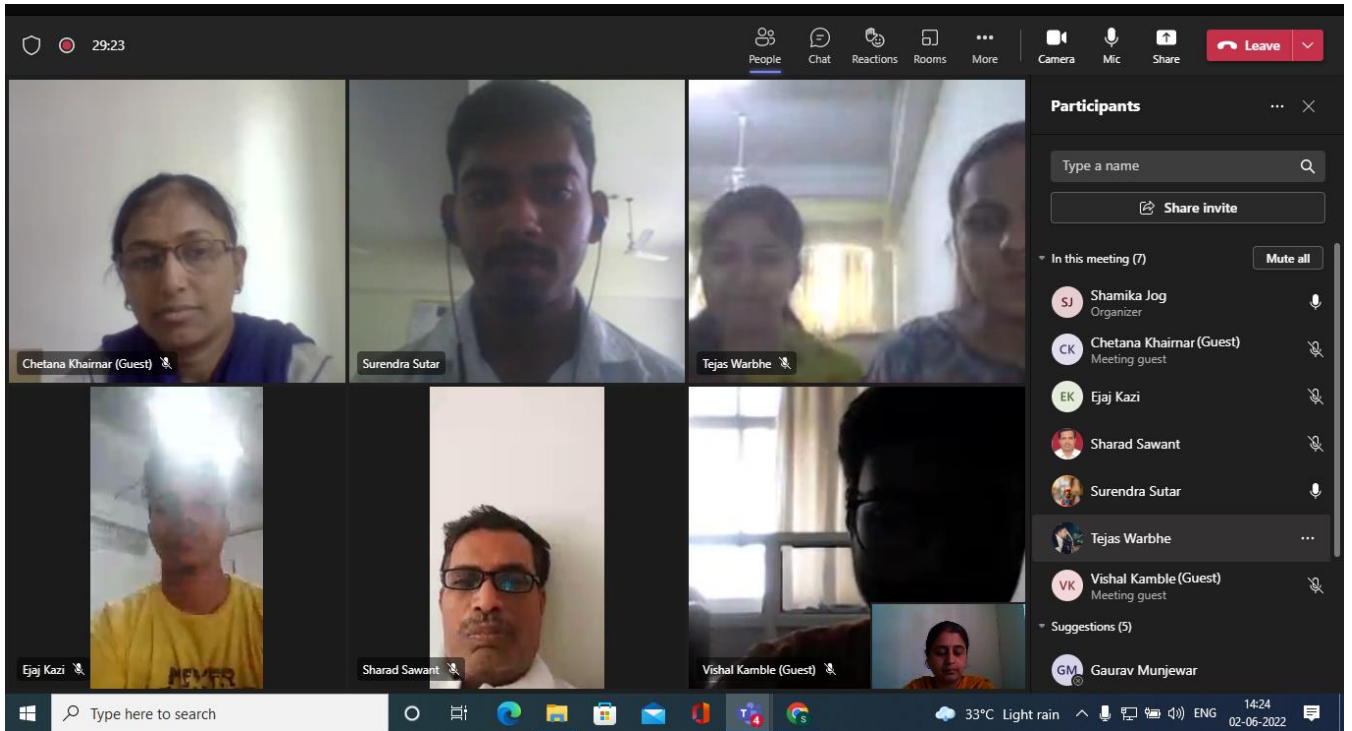 29:23
People
Chat
Reactions
Rooms
More
Camera
Mic
Share
Leave
Chetana Khairnar (Guest)
Surendra Sutar
Tejas Warbhe
NEVER
Ejaj Kazi
Sharad Sawant
Vishal Kamble (Guest)
Participants
Type a name
Share invite
In this meeting (7)
Mute all
SJ
Shamika Jog
Organizer
CK
Chetana Khairnar (Guest)
Meeting guest
EK
Ejaj Kazi
Sharad Sawant
Surendra Sutar
Tejas Warbhe
VK
Vishal Kamble (Guest)
Meeting guest
Suggestions (5)
GM
Gaurav Munjewar
Type here to search
4
S
33°C Light rain
ENG
14:24
02-06-2022